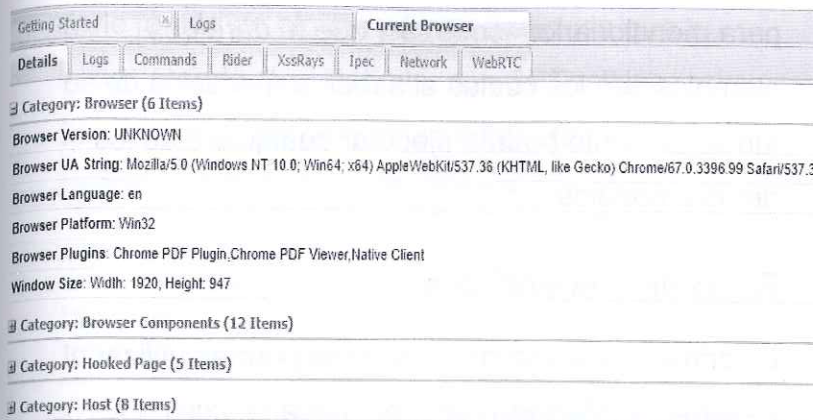 Getting Started Logs Current Browser
Details Logs Commands Rider XssRays Ipec Network WebRTC
Category: Browser (6 Items)
Browser Version: UNKNOWN
Browser UA String: Mozilla/5.0 (Windows NT 10.0; Win64; x64) AppleWebKit/537.36 (KHTML, like Gecko) Chrome/67.0.3396.99 Safari/537.3
Browser Language: en
Browser Platform: Win32
Browser Plugins: Chrome PDF Plugin,Chrome PDF Viewer,Native Client
Window Size: Width: 1920, Height: 947
Category: Browser Components (12 Items)
Category: Hooked Page (5 Items)
Category: Host (8 Items)